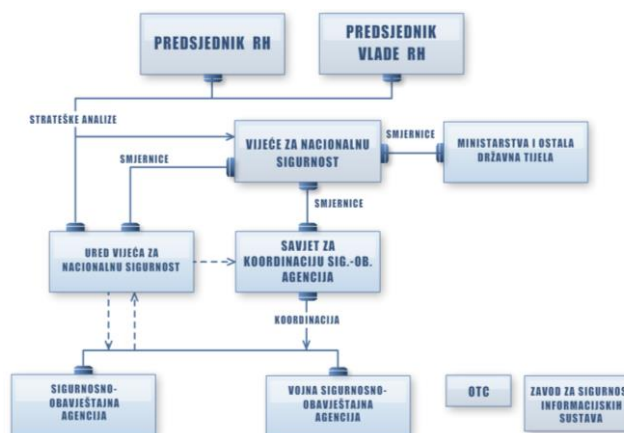 PREDSJEDNIK RH
PREDSJEDNIK
VLADE RH
STRATEŠKE ANALIZE
VIJEĆE ZA NACIONALNU
SIGURNOST
SMJERNICE
MINISTARSTVA I OSTALA
DRŽAVNA TIJELA
SMJERNICE
SMJERNICE
URED VIJEĆA ZA
NACIONALNU SIGURNOST
SAVJET ZA
KOORDINACIJU SIG.-OB.
AGENCIJA
KOORDINACIJA
SIGURNOSNO-
OBAVJEŠTAJNA
AGENCIJA
VOJNA SIGURNOSNO-
OBAVJEŠTAJNA
AGENCIJA
OTC
ZAVOD ZA SIGURNOS
INFORMACIJSKIH
SUSTAVA